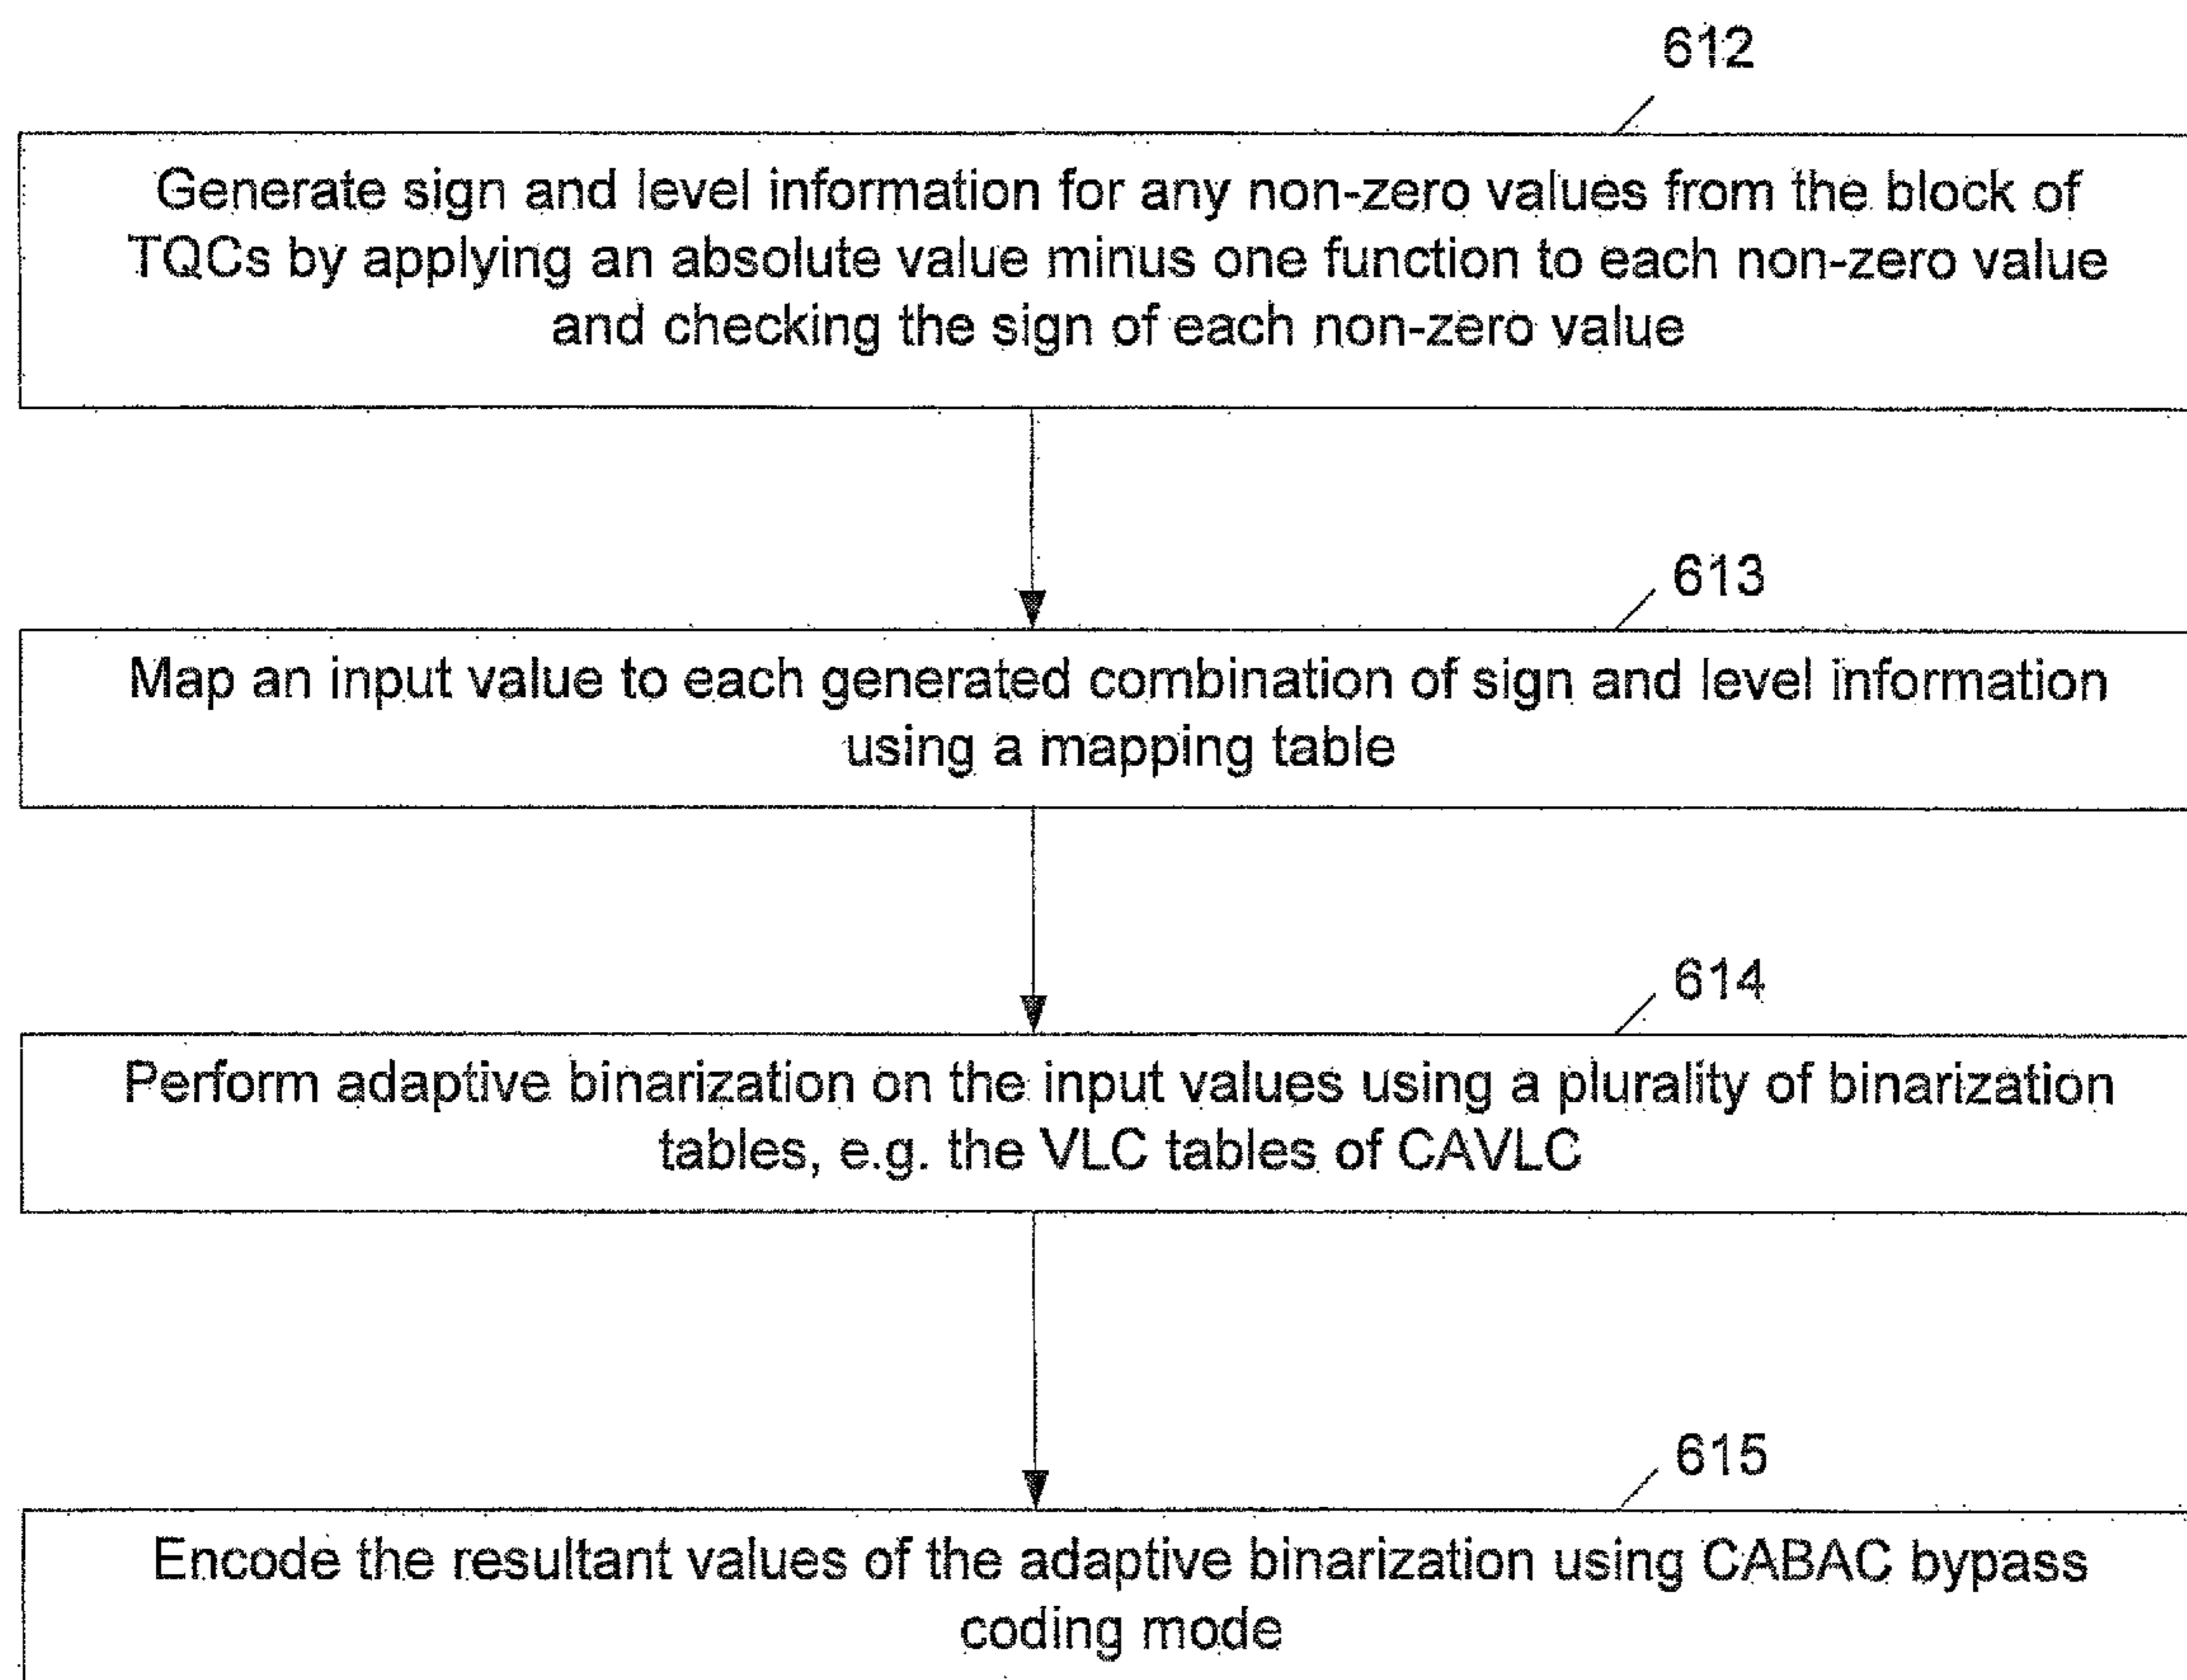 612
Generate sign and level information for any non-zero values from the block of
TQCs by applying an absolute value minus one function to each non-zero value
and checking the sign of each non-zero value
613
Map an input value to each generated combination of sign and level information
using a mapping table
614
Perform adaptive binarization on the input values using a plurality of binarization
tables, e.g. the VLC tables of CAVLC
615
Encode the resultant values of the adaptive binarization using CABAC bypass
coding mode